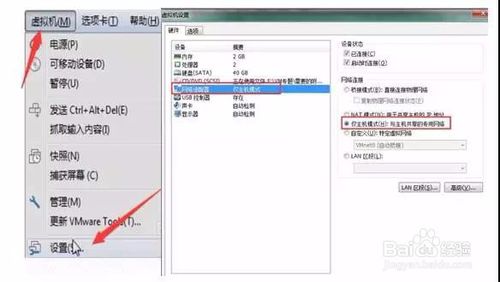 虚拟机(M) 选项卡(T) 帮助(H)
电源(P)
可移动设备(D)
暂停(U)
发送 Ctrl+Alt+Del(E)
抓取输入内容(I)
快照(N)
捕获屏幕(C)
管理(M)
更新 VMware Tools(T)...
设置(S)...
虚拟机设置
硬件 选项
设备 摘要
内存 2 GB
处理器 2
硬盘(SATA) 40 GB
CD/DVD (SCSI)
网络适配器 仅主机模式
USB 控制器 存在
声卡 自动检测
显示器 自动检测
设备状态
已连接(C)
启动时连接(O)
网络连接
桥接模式(B): 直接连接物理网络
复制物理网络连接状态(P)
NAT 模式(N): 用于共享主机的 IP 地址
仅主机模式(H): 与主机共享的专用网络
自定义(U): 特定虚拟网络
VMnet0 (自动桥接)
LAN 区段(L):
LAN 区段(S)... 高级(V)...
Baidu 经验
jingyan.baidu.com